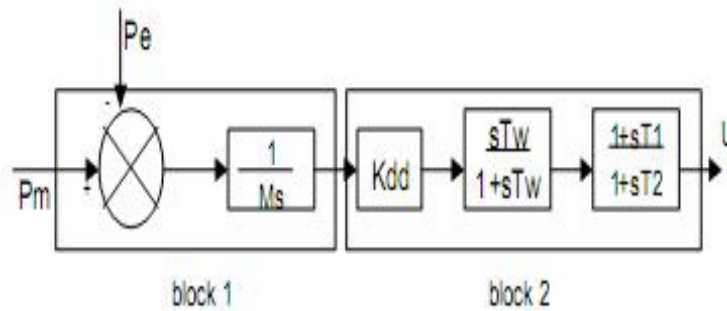 Pe
-
Pm
+
1
Ms
Kdd
sTw
1+sTw
1+sT1
1+sT2
U
block 1
block 2